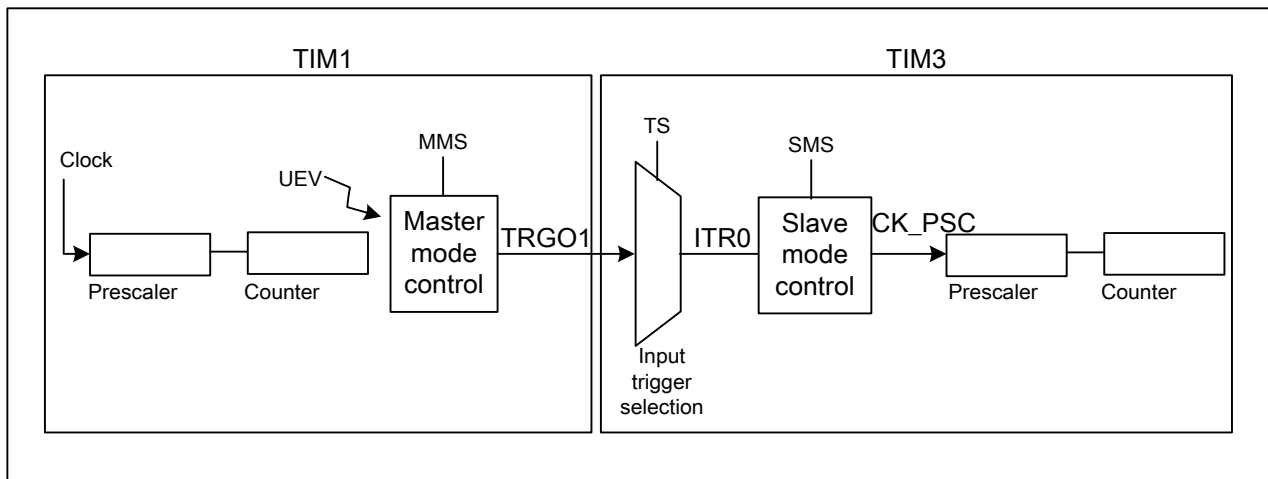 TIM1
TIM3
Clock
UEV
MMS
Master
mode
control
TRGO1
Prescaler
Counter
TS
ITR0
SMS
Slave
mode
control
CK_PSC
Prescaler
Counter
Input
trigger
selection